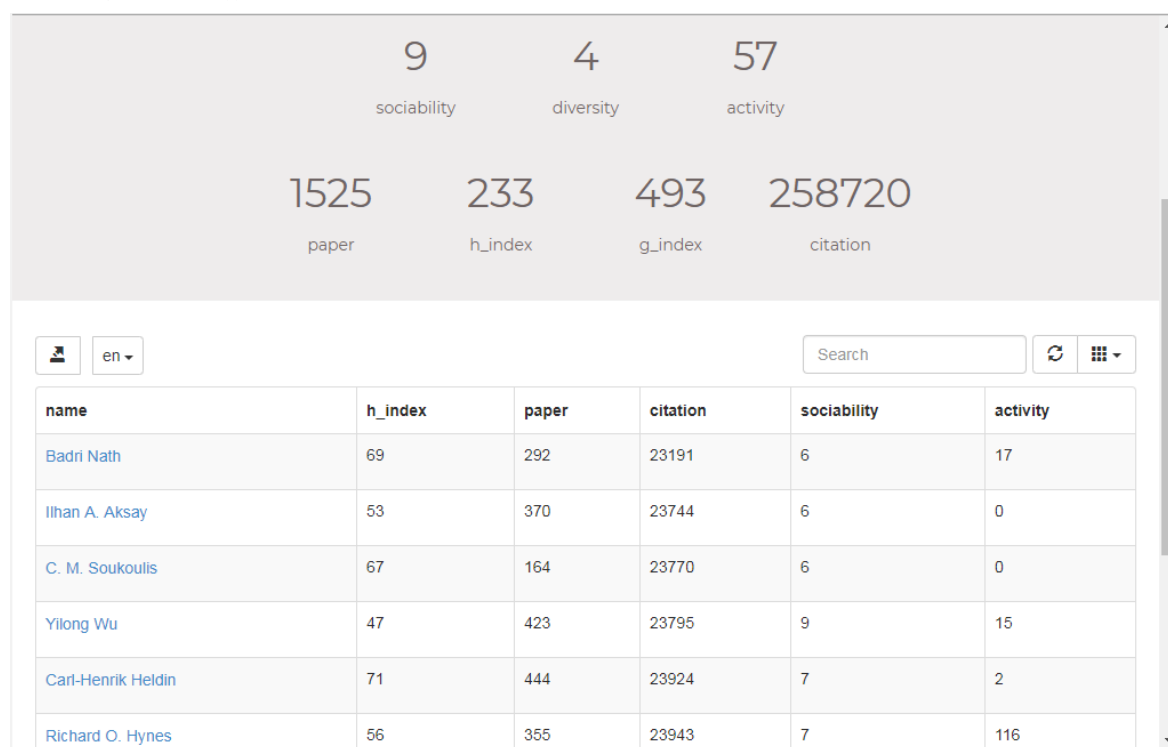 9 4 57
sociability diversity activity
1525 233 493 258720
paper h_index g_index citation
en Search
name h_index paper citation sociability activity
Badri Nath 69 292 23191 6 17
Ilhan A. Aksay 53 370 23744 6 0
C. M. Soukoulis 67 164 23770 6 0
Yilong Wu 47 423 23795 9 15
Carl-Henrik Heldin 71 444 23924 7 2
Richard O. Hynes 56 355 23943 7 116